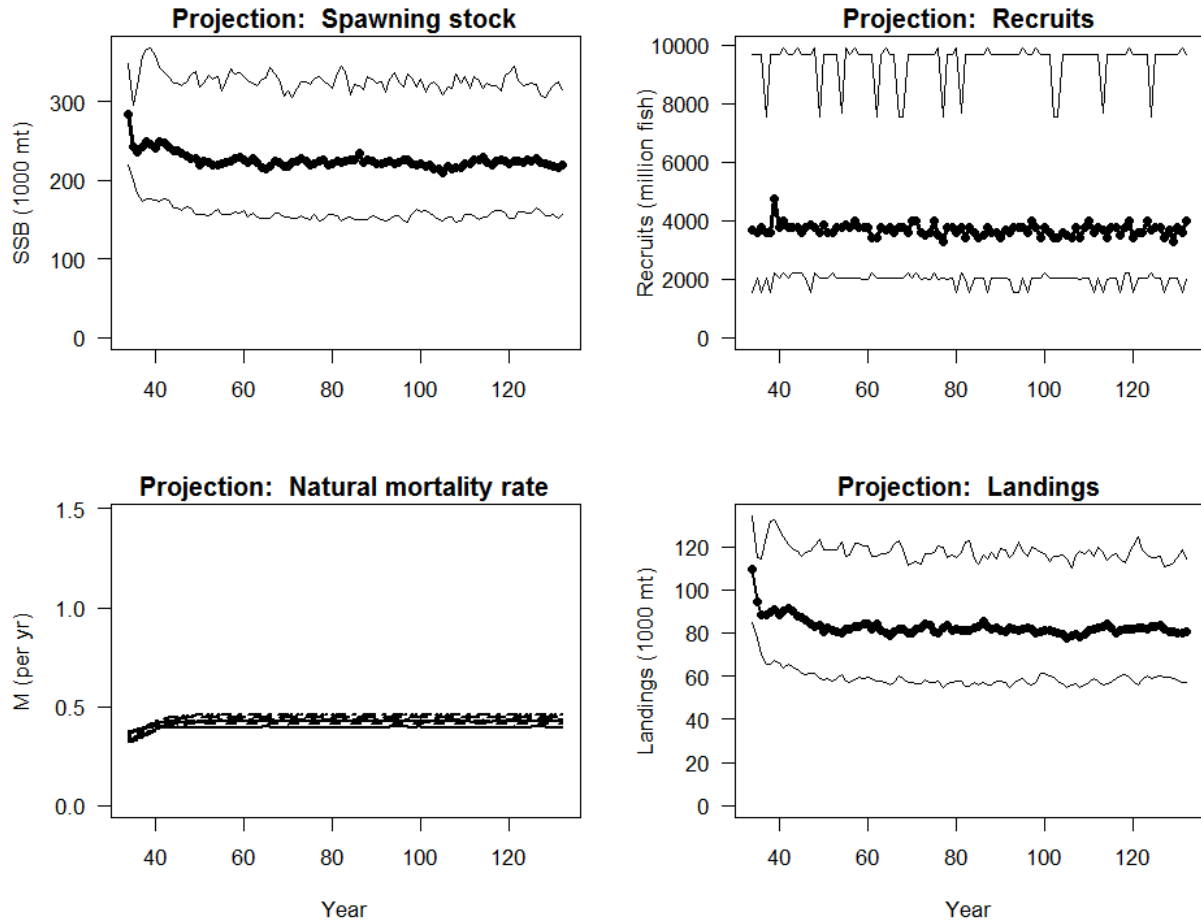 Projection: Spawning stock
SSB (1000 mt)
300
200
100
0
40 60 80 100 120
Projection: Recruits
Recruits (million fish)
10000
8000
6000
4000
2000
0
40 60 80 100 120
Projection: Natural mortality rate
M (per yr)
1.5
1.0
0.5
0.0
40 60 80 100 120
Year
Projection: Landings
Landings (1000 mt)
120
100
80
60
40
20
0
40 60 80 100 120
Year